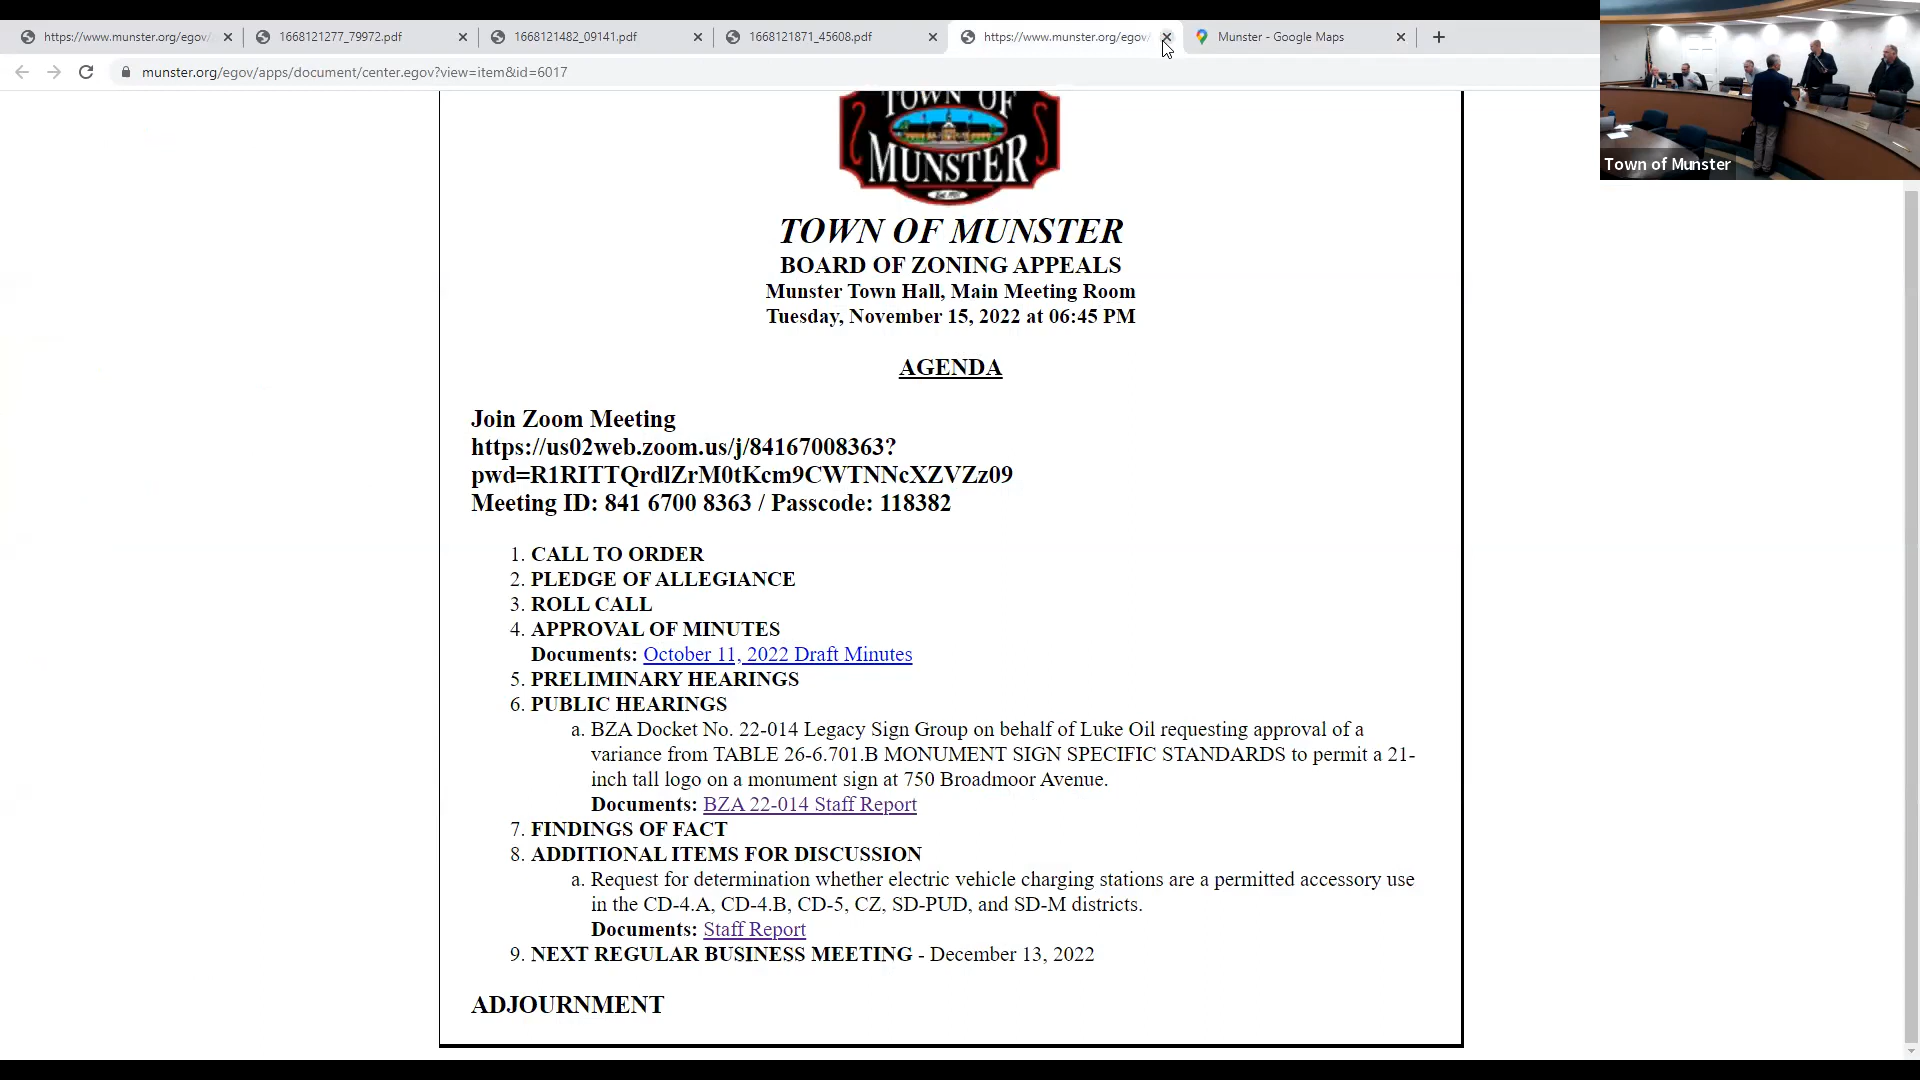 https://www.munster.org/egov/
1668121277_79972.pdf
1668121482_09141.pdf
1668121871_45608.pdf
https://www.munster.org/egov/
Munster - Google Maps
munster.org/egov/apps/document/center.egov?view=item&id=6017
Town of Munster
TOWN OF
MUNSTER
TOWN OF MUNSTER
BOARD OF ZONING APPEALS
Munster Town Hall, Main Meeting Room
Tuesday, November 15, 2022 at 06:45 PM
AGENDA
Join Zoom Meeting
https://us02web.zoom.us/j/84167008363?
pwd=R1RITTQrdlZrM0tKcm9CWTNNcXZVZz09
Meeting ID: 841 6700 8363 / Passcode: 118382
1. CALL TO ORDER
2. PLEDGE OF ALLEGIANCE
3. ROLL CALL
4. APPROVAL OF MINUTES
Documents: October 11, 2022 Draft Minutes
5. PRELIMINARY HEARINGS
6. PUBLIC HEARINGS
a. BZA Docket No. 22-014 Legacy Sign Group on behalf of Luke Oil requesting approval of a
variance from TABLE 26-6.701.B MONUMENT SIGN SPECIFIC STANDARDS to permit a 21-
inch tall logo on a monument sign at 750 Broadmoor Avenue.
Documents: BZA 22-014 Staff Report
7. FINDINGS OF FACT
8. ADDITIONAL ITEMS FOR DISCUSSION
a. Request for determination whether electric vehicle charging stations are a permitted accessory use
in the CD-4.A, CD-4.B, CD-5, CZ, SD-PUD, and SD-M districts.
Documents: Staff Report
9. NEXT REGULAR BUSINESS MEETING - December 13, 2022
ADJOURNMENT